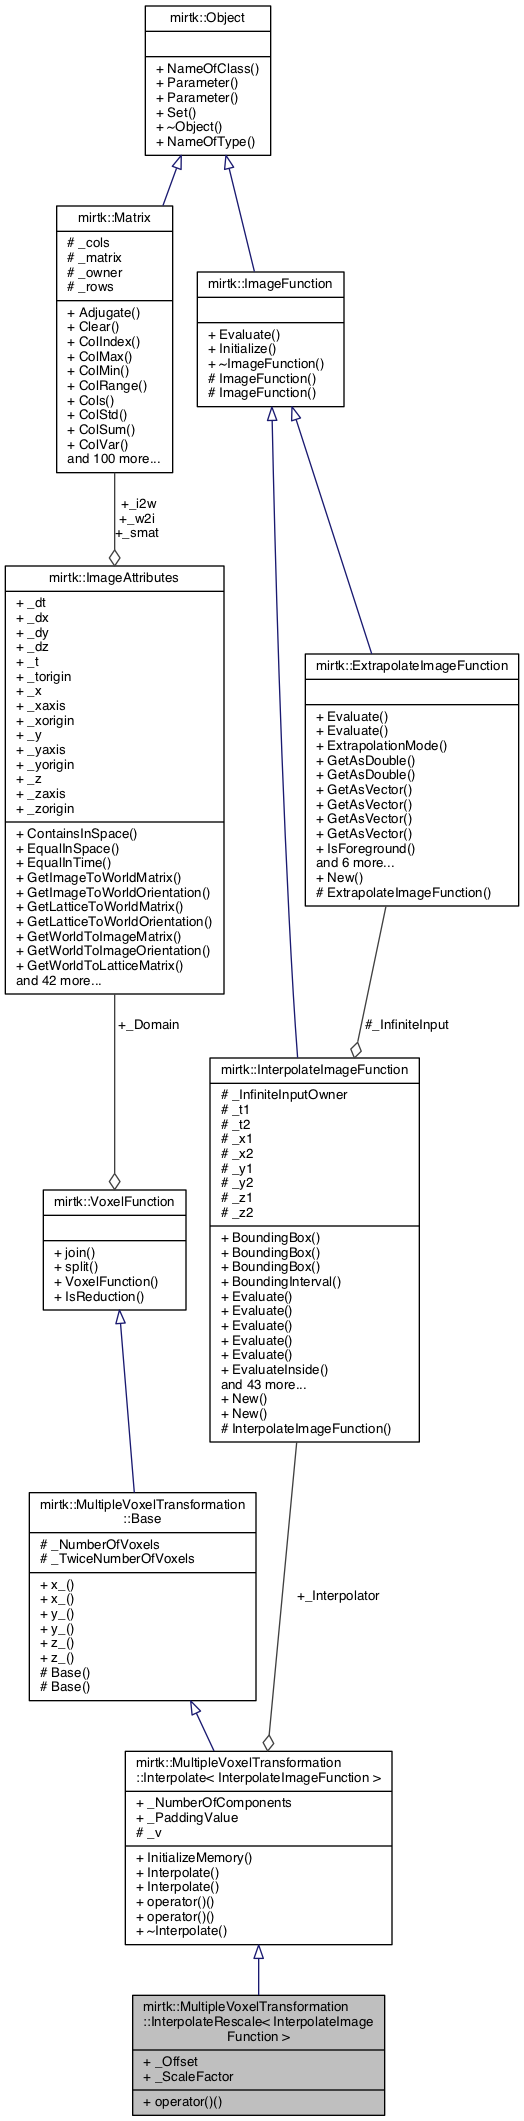 mirtk::Object
+ NameOfClass()
+ Parameter()
+ Parameter()
+ Set()
+ ~Object()
+ NameOfType()
mirtk::Matrix
# _cols
# _matrix
# _owner
# _rows
+ Adjugate()
+ Clear()
+ ColIndex()
+ ColMax()
+ ColMin()
+ ColRange()
+ Cols()
+ ColStd()
+ ColSum()
+ ColVar()
and 100 more...
mirtk::ImageFunction
+ Evaluate()
+ Initialize()
+ ~ImageFunction()
# ImageFunction()
# ImageFunction()
+_i2w
+_w2i
+_smat
mirtk::ImageAttributes
+ _dt
+ _dx
+ _dy
+ _dz
+ _t
+ _torigin
+ _x
+ _xaxis
+ _xorigin
+ _y
+ _yaxis
+ _yorigin
+ _z
+ _zaxis
+ _zorigin
+ ContainsInSpace()
+ EqualInSpace()
+ EqualInTime()
+ GetImageToWorldMatrix()
+ GetImageToWorldOrientation()
+ GetLatticeToWorldMatrix()
+ GetLatticeToWorldOrientation()
+ GetWorldToImageMatrix()
+ GetWorldToImageOrientation()
+ GetWorldToLatticeMatrix()
and 42 more...
mirtk::ExtrapolateImageFunction
+ Evaluate()
+ Evaluate()
+ ExtrapolationMode()
+ GetAsDouble()
+ GetAsDouble()
+ GetAsVector()
+ GetAsVector()
+ GetAsVector()
+ GetAsVector()
+ IsForeground()
and 6 more...
+ New()
# ExtrapolateImageFunction()
+_Domain
#_InfiniteInput
mirtk::InterpolateImageFunction
# _InfiniteInputOwner
# _t1
# _t2
# _x1
# _x2
# _y1
# _y2
# _z1
# _z2
+ BoundingBox()
+ BoundingBox()
+ BoundingBox()
+ BoundingInterval()
+ Evaluate()
+ Evaluate()
+ Evaluate()
+ Evaluate()
+ Evaluate()
+ EvaluateInside()
and 43 more...
+ New()
+ New()
# InterpolateImageFunction()
mirtk::VoxelFunction
+ join()
+ split()
+ VoxelFunction()
+ IsReduction()
mirtk::MultipleVoxelTransformation
::Base
# _NumberOfVoxels
# _TwiceNumberOfVoxels
+ x_()
+ x_()
+ y_()
+ y_()
+ z_()
+ z_()
# Base()
# Base()
+_Interpolator
mirtk::MultipleVoxelTransformation
::Interpolate< InterpolateImageFunction >
+ _NumberOfComponents
+ _PaddingValue
# _v
+ InitializeMemory()
+ Interpolate()
+ Interpolate()
+ operator()()
+ operator()()
+ ~Interpolate()
mirtk::MultipleVoxelTransformation
::InterpolateRescale< InterpolateImage
Function >
+ _Offset
+ _ScaleFactor
+ operator()()